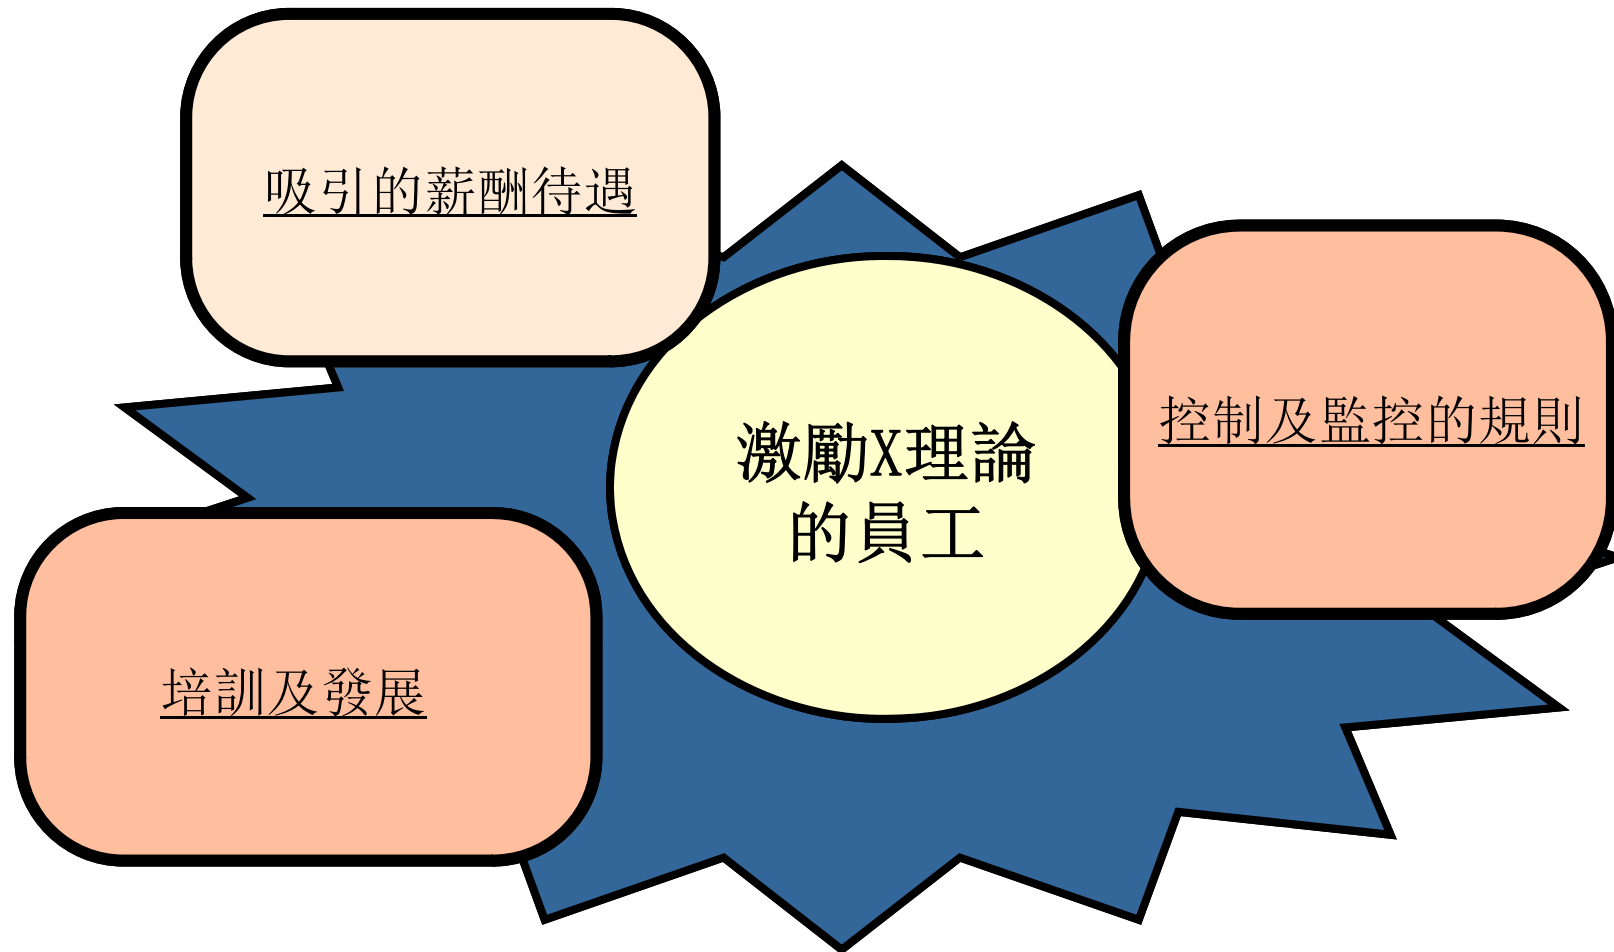 吸引的薪酬待遇
控制及監控的規則
激勵X理論
的員工
培訓及發展